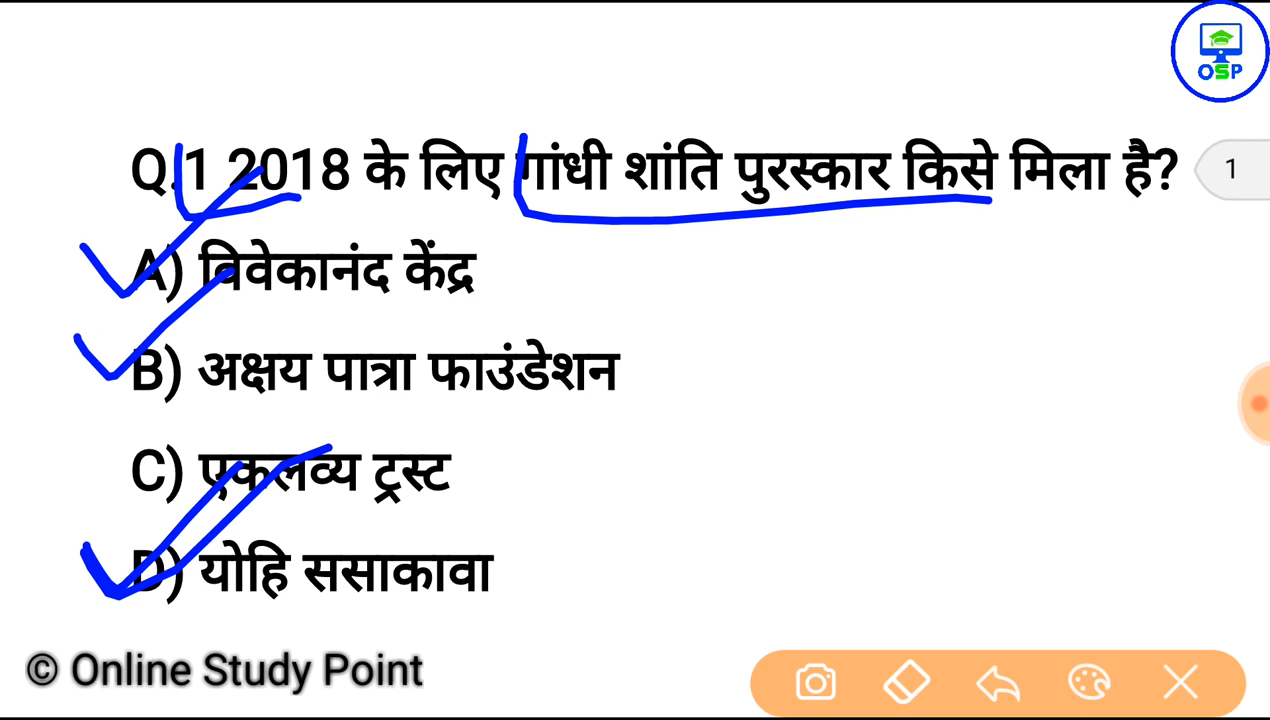 OSP
Q.1 2018 के लिए गांधी शांति पुरस्कार किसे मिला है?
1
A) विवेकानंद केंद्र
B) अक्षय पात्रा फाउंडेशन
C) एकलव्य ट्रस्ट
D) योहि ससाकावा
© Online Study Point